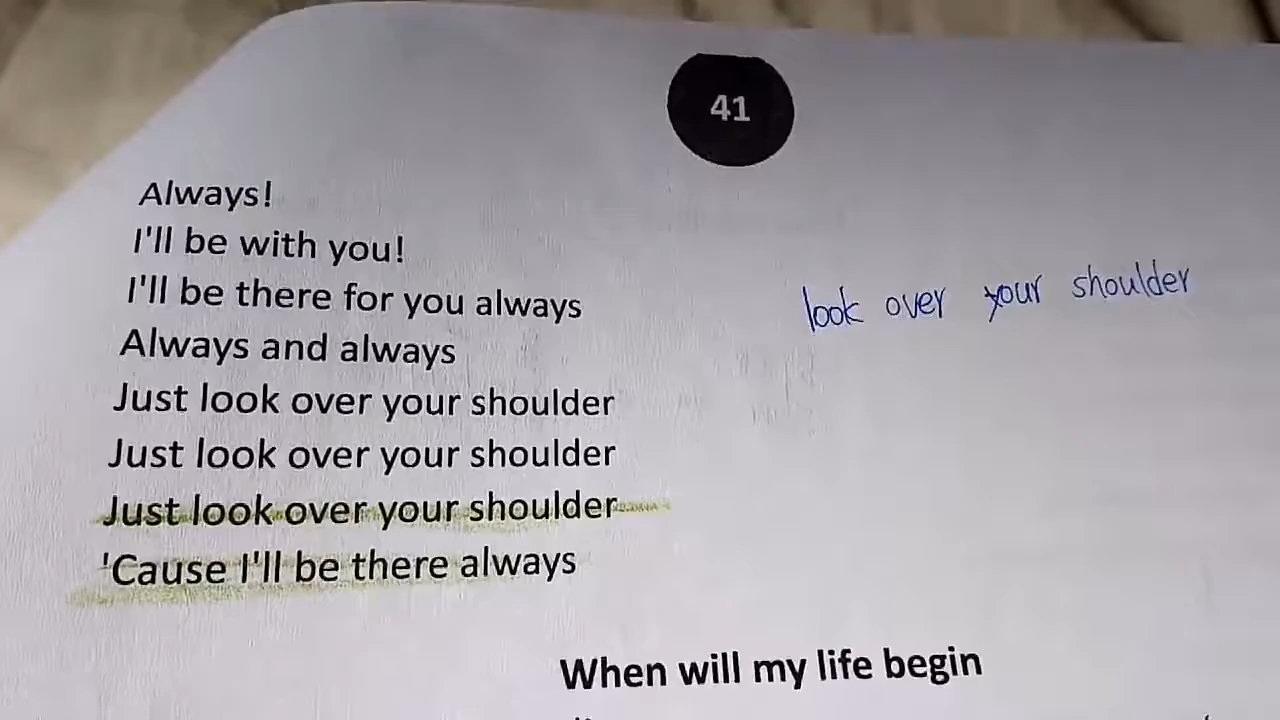 41
Always!
I'll be with you!
I'll be there for you always
look over your shoulder
Always and always
Just look over your shoulder
Just look over your shoulder
Just look over your shoulder
'Cause I'll be there always
When will my life begin